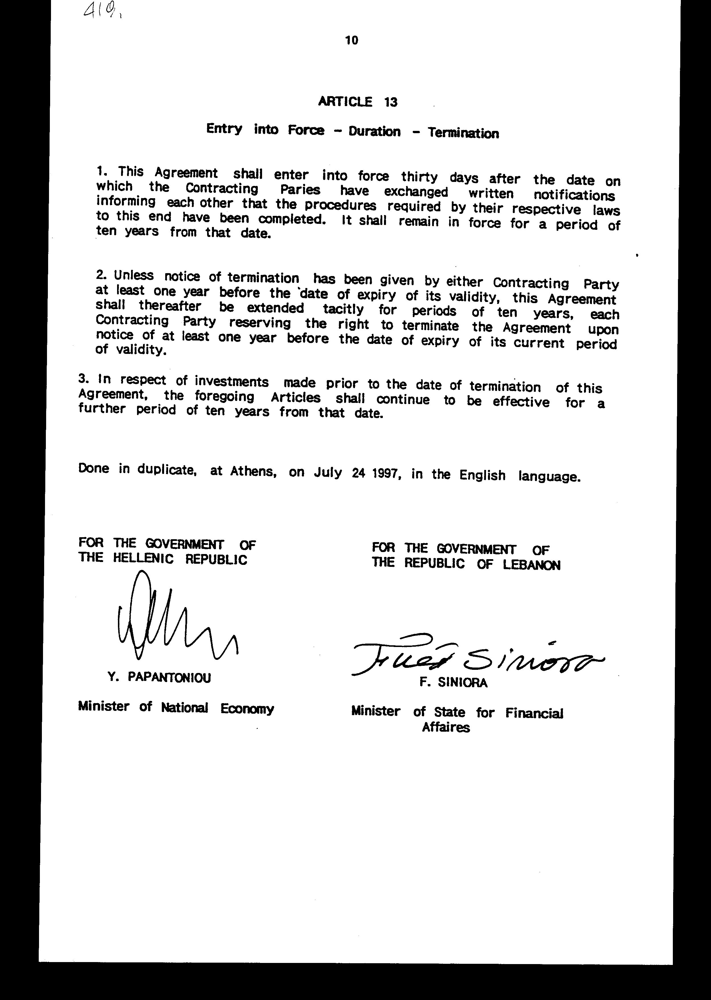 419,
10
ARTICLE 13
Entry into Force - Duration - Termination
1. This Agreement shall enter into force thirty days after the date on
which the Contracting Paries have exchanged written notifications
informing each other that the procedures required by their respective laws
to this end have been completed. It shall remain in force for a period of
ten years from that date.
2. Unless notice of termination has been given by either Contracting Party
at least one year before the date of expiry of its validity, this Agreement
shall thereafter be extended tacitly for periods of ten years, each
Contracting Party reserving the right to terminate the Agreement upon
notice of at least one year before the date of expiry of its current period
of validity.
3. In respect of investments made prior to the date of termination of this
Agreement, the foregoing Articles shall continue to be effective for a
further period of ten years from that date.
Done in duplicate, at Athens, on July 24 1997, in the English language.
FOR THE GOVERNMENT OF
THE HELLENIC REPUBLIC
FOR THE GOVERNMENT OF
THE REPUBLIC OF LEBANON
Fuad Siniora
Y. PAPANTONIOU
F. SINIORA
Minister of National Economy
Minister of State for Financial
Affaires